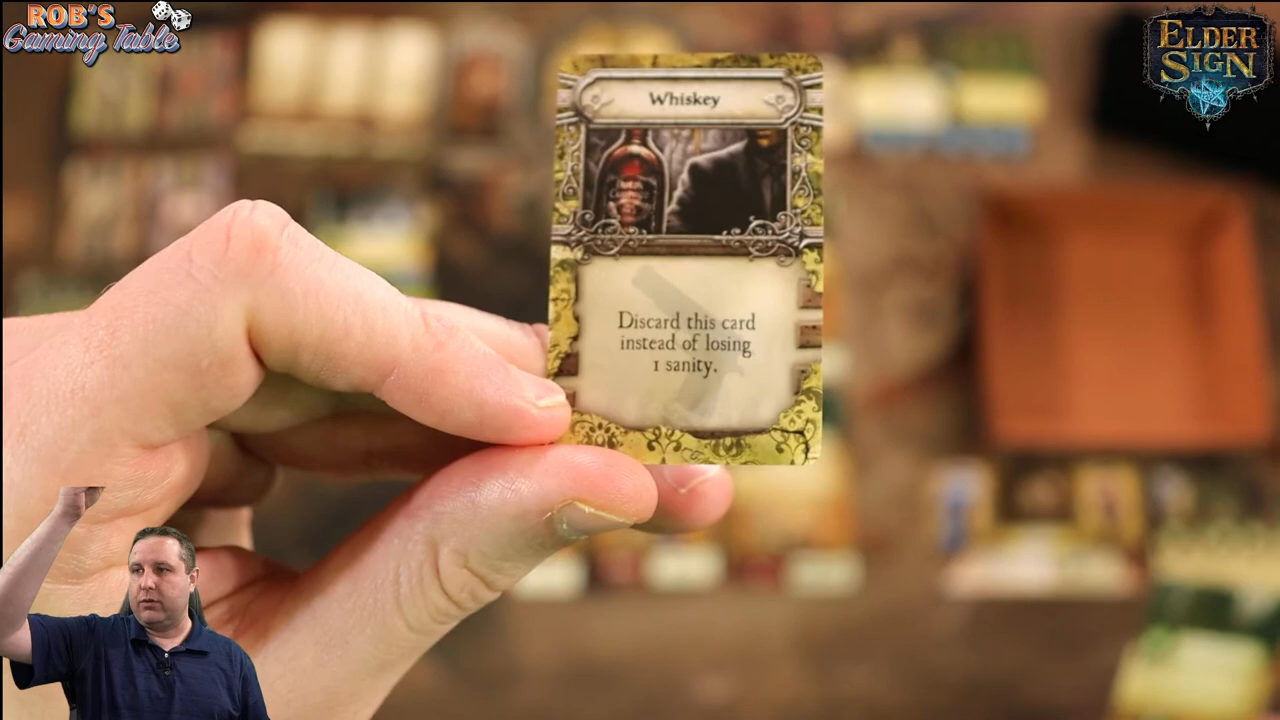 ROB'S
Gaming Table
ELDER
SIGN
Whiskey
Discard this card
instead of losing
1 sanity.